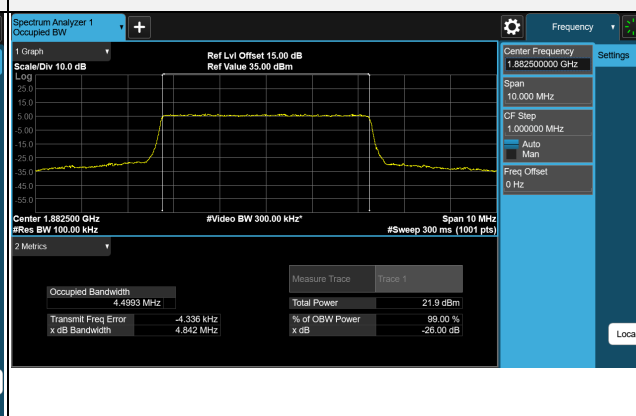 Spectrum Analyzer 1
Occupied BW
+
Frequency
Settings
1 Graph
Scale/Div 10.0 dB
Ref Lvl Offset 15.00 dB
Ref Value 35.00 dBm
Log
25.0
15.0
5.00
-5.00
-15.0
-25.0
-35.0
-45.0
-55.0
Center 1.882500 GHz
#Res BW 100.00 kHz
#Video BW 300.00 kHz*
Span 10 MHz
#Sweep 300 ms (1001 pts)
Center Frequency
1.882500000 GHz
Span
10.000 MHz
CF Step
1.000000 MHz
Auto
Man
Freq Offset
0 Hz
2 Metrics
Measure Trace Trace 1
Occupied Bandwidth
4.4993 MHz
Total Power 21.9 dBm
Transmit Freq Error -4.336 kHz
% of OBW Power 99.00 %
x dB Bandwidth 4.842 MHz
x dB -26.00 dB
Loca